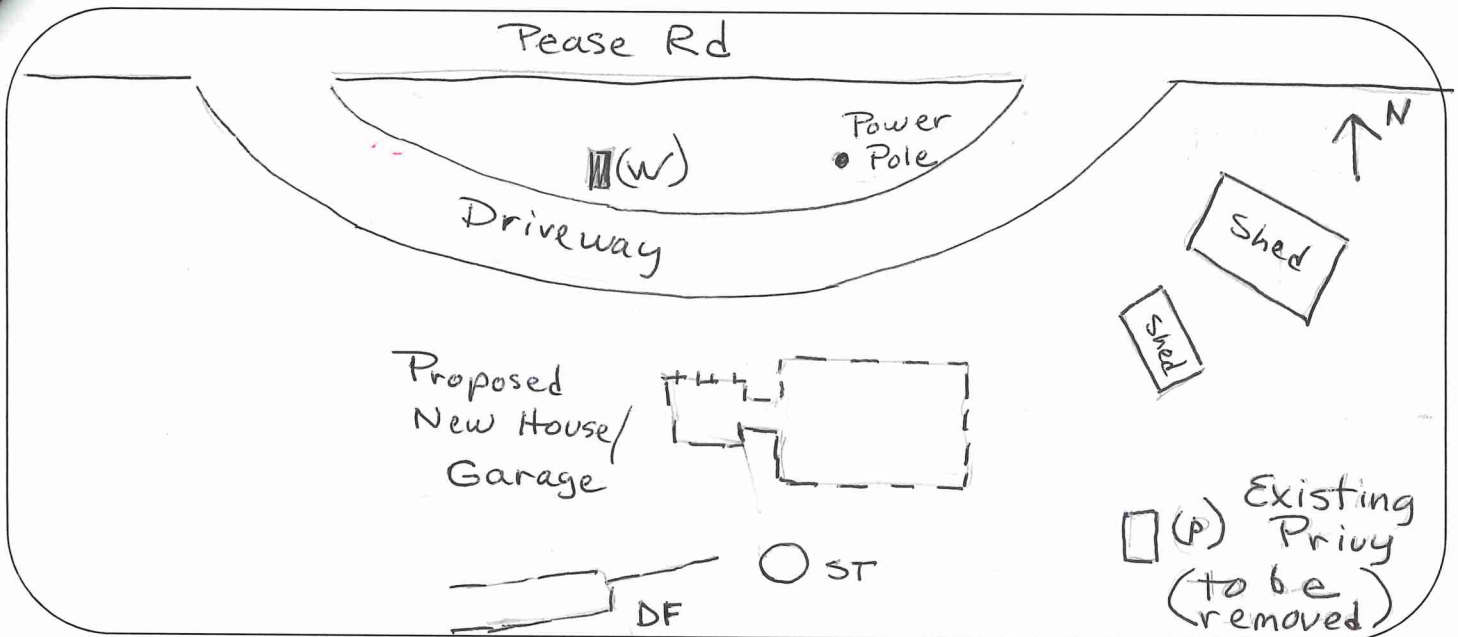 Pease Rd
N
Power
Pole
(W)
Driveway
Shed
Shed
Proposed
New House/
Garage
Existing
(P) Privy
(to be
removed)
ST
DF